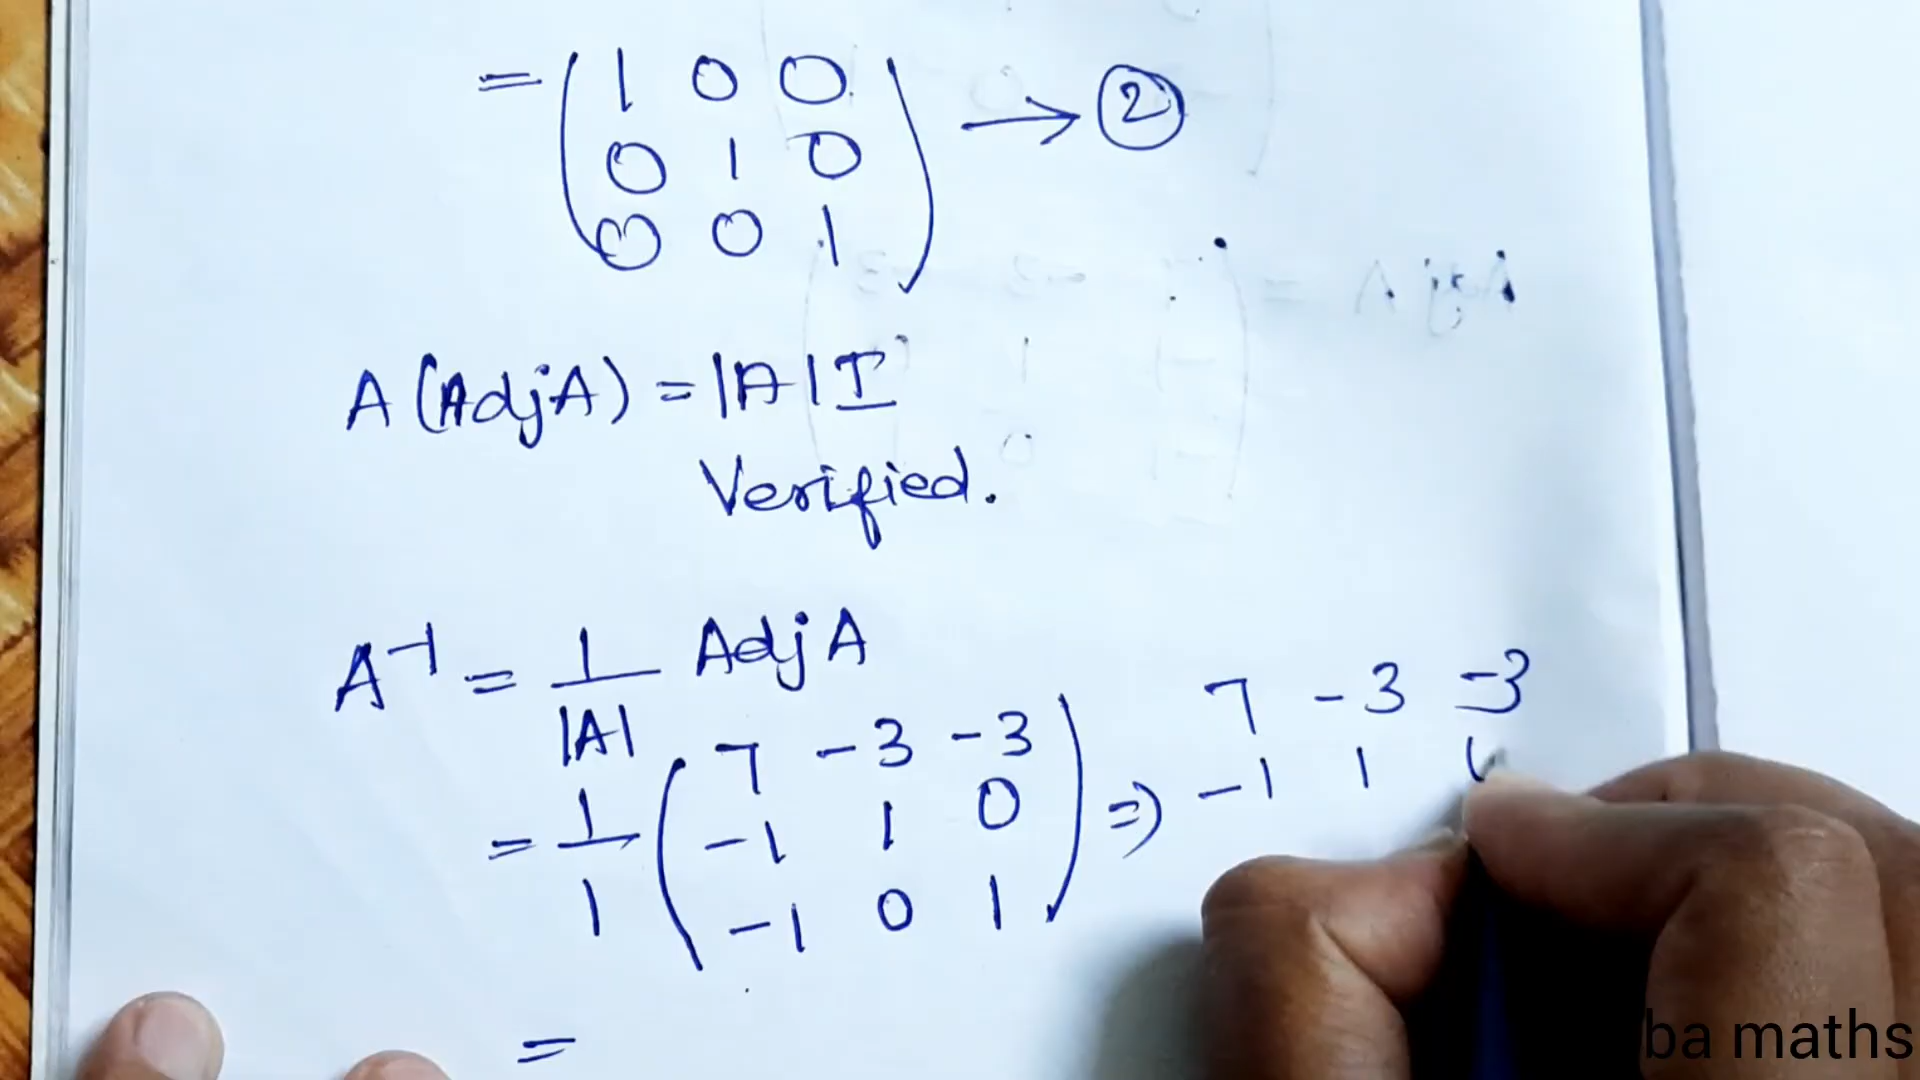 = ( 1 0 0 → ②
0 1 0
0 0 1 )
A (AdjA) = |A| I
Verified.
A⁻¹ = 1/|A| Adj A
= 1/1 ( 7 -3 -3
-1 1 0
-1 0 1 ) => 7 -3 -3
-1 1
=
ba maths